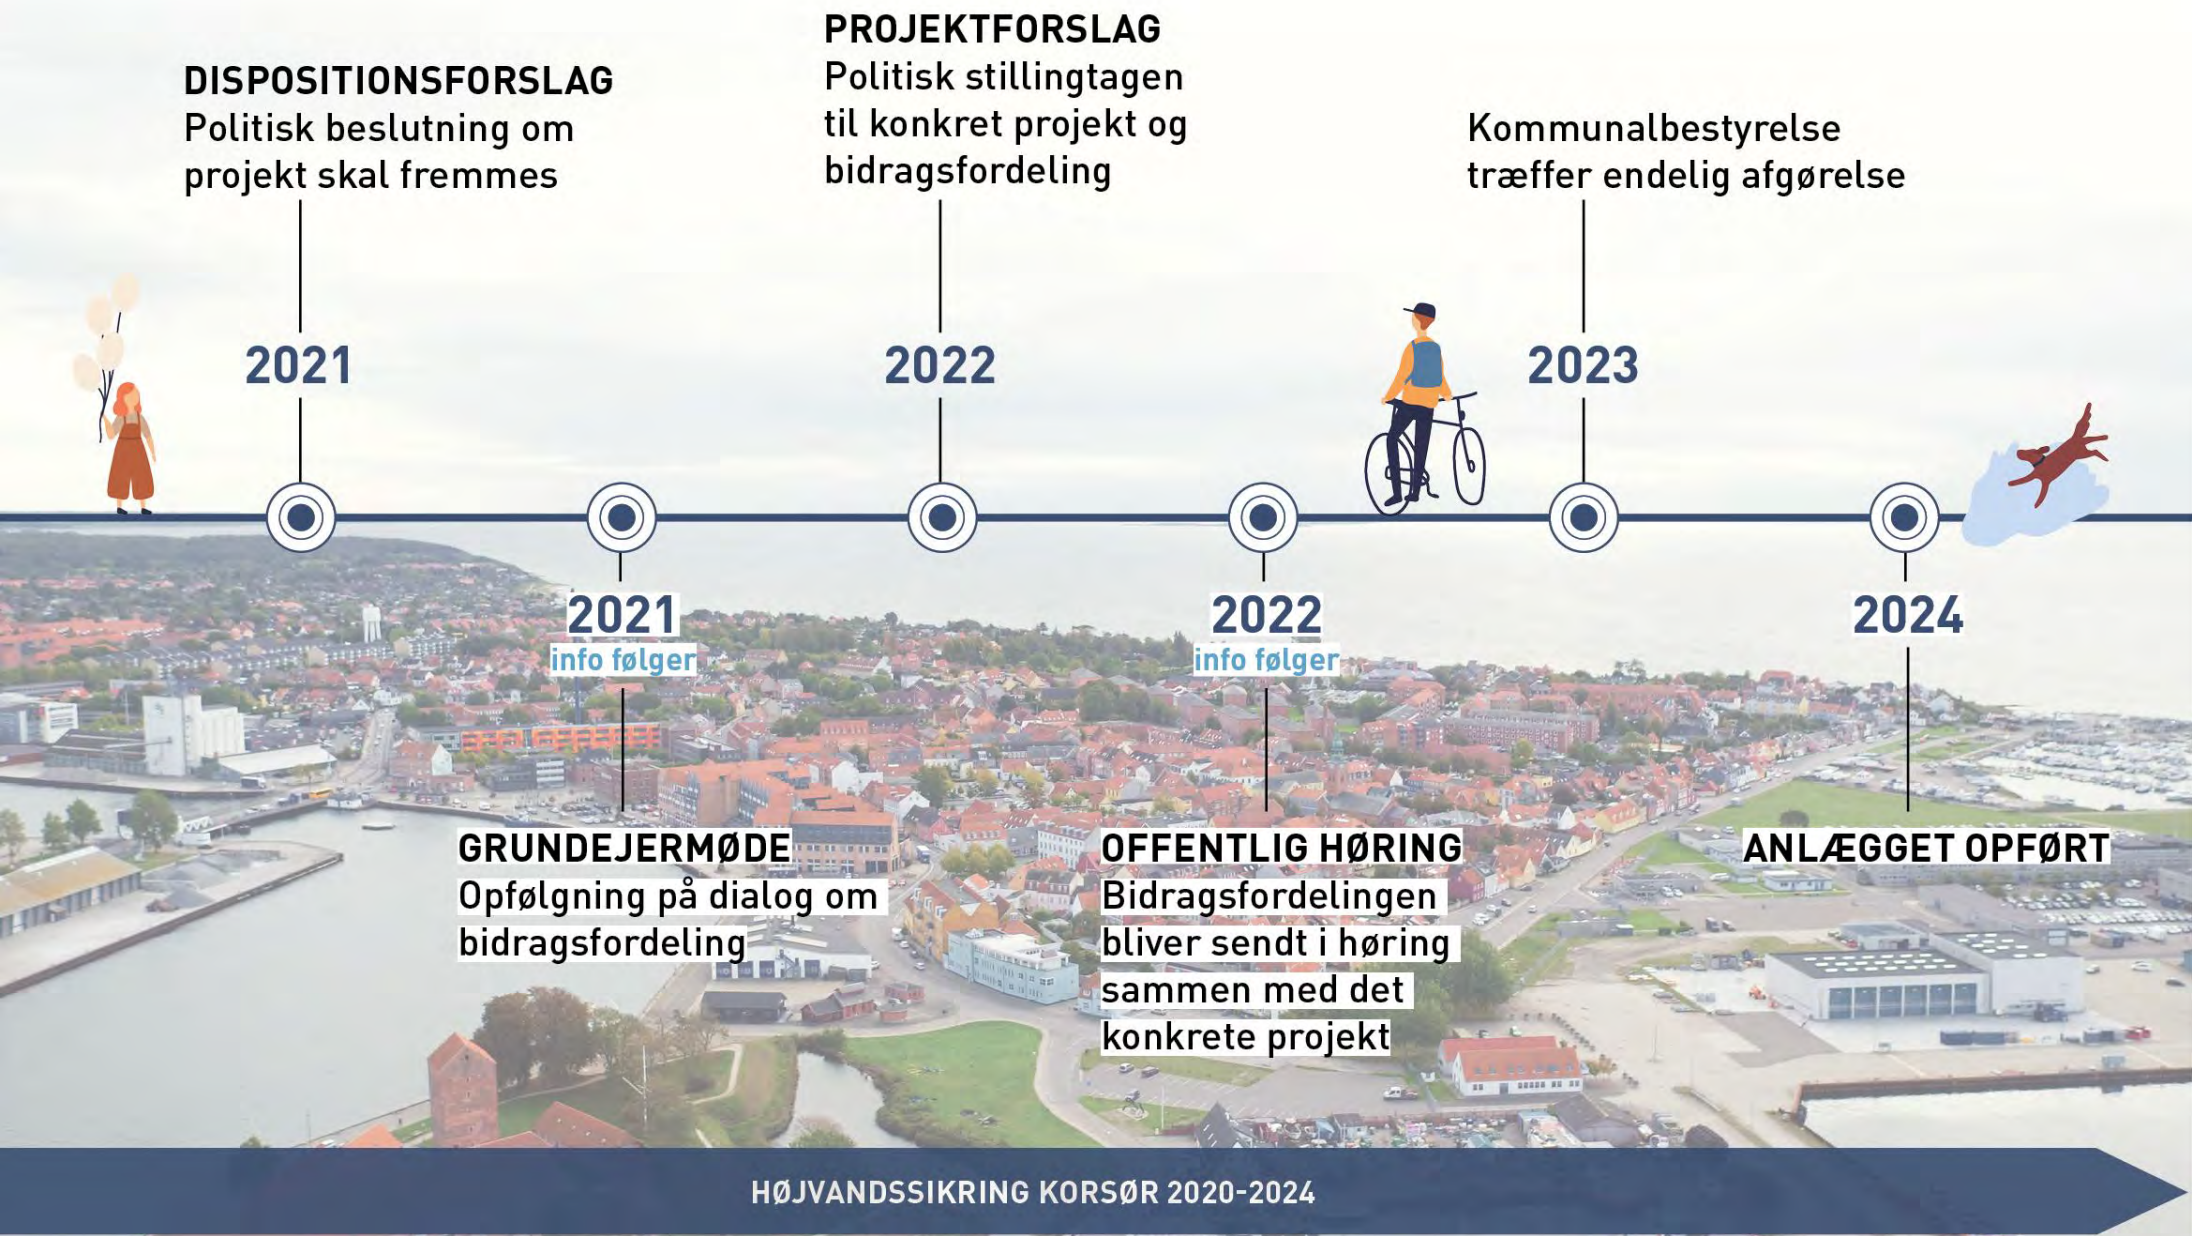 DISPOSITIONSFORSLAG
Politisk beslutning om
projekt skal fremmes
2021
2021
info følger
GRUNDEJERMØDE
Opfølgning på dialog om
bidragsfordeling
PROJEKTFORSLAG
Politisk stillingtagen
til konkret projekt og
bidragsfordeling
2022
2022
info følger
OFFENTLIG HØRING
Bidragsfordelingen
bliver sendt i høring
sammen med det
konkrete projekt
Kommunalbestyrelse
træffer endelig afgørelse
2023
2024
ANLÆGGET OPFØRT
HØJVANDSSIKRING KORSØR 2020-2024